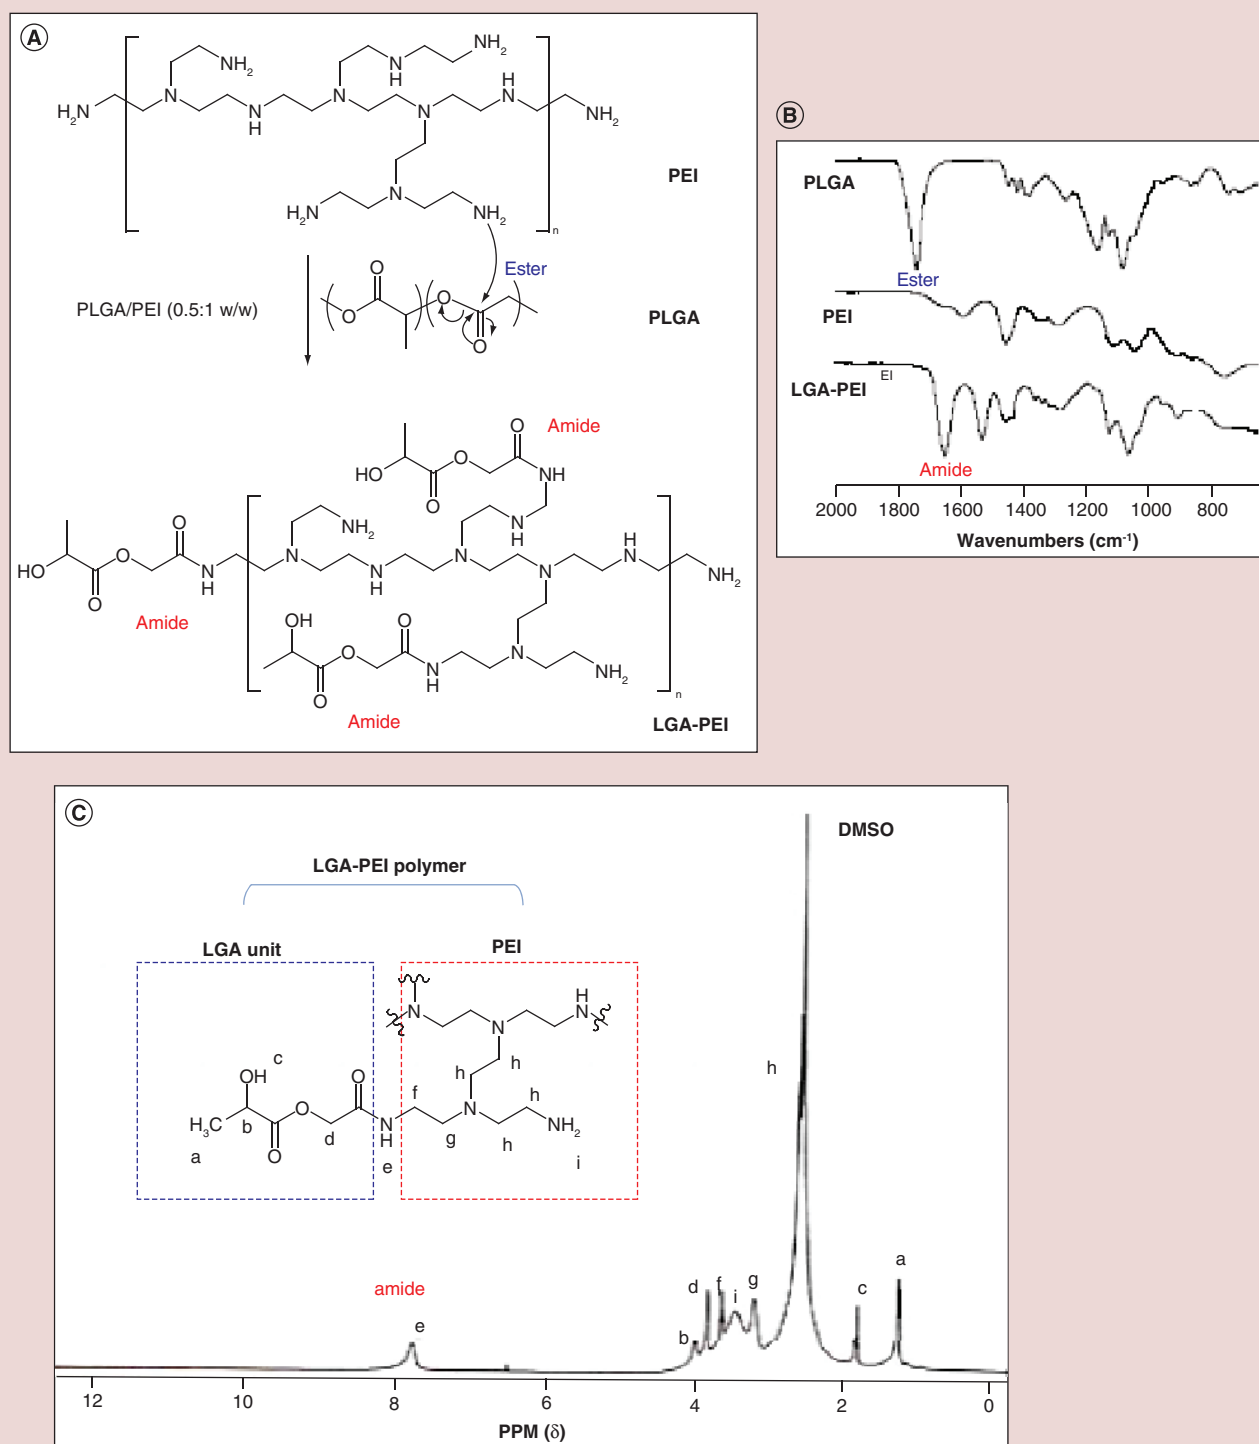 A
NH2
NH2
N
H
NH2
H
N
H2N
N
N
H
N
N
NH2
N
H2N
NH2
n
PEI
Ester
PLGA/PEI (0.5:1 w/w)
O
O
O
O
PLGA
O
Amide
HO
O
O
NH
N
H
NH2
O
O
HO
O
N
H
N
N
H
N
N
H
N
NH2
Amide
OH
O
O
O
N
H
N
NH2
n
Amide
LGA-PEI
B
PLGA
Ester
PEI
EI
LGA-PEI
Amide
2000 1800 1600 1400 1200 1000 800
Wavenumbers (cm-1)
C
DMSO
LGA-PEI polymer
LGA unit
PEI
N
N
H
N
c
OH
O
h
h
h
f
h
H3C
b
O
d
O
N
H
N
NH2
a
g
h
e
i
amide
e
b
d
f
i
g
h
c
a
12 10 8 6 4 2 0
PPM (δ)